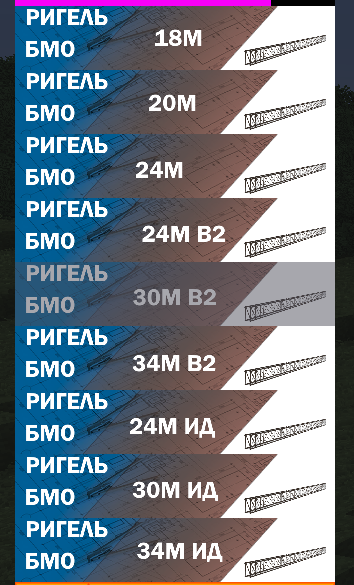 РИГЕЛЬ
БМО
18М
РИГЕЛЬ
БМО
20М
РИГЕЛЬ
БМО
24М
РИГЕЛЬ
БМО
24М В2
РИГЕЛЬ
БМО
30М В2
РИГЕЛЬ
БМО
34М В2
РИГЕЛЬ
БМО
24М ИД
РИГЕЛЬ
БМО
30М ИД
РИГЕЛЬ
БМО
34М ИД